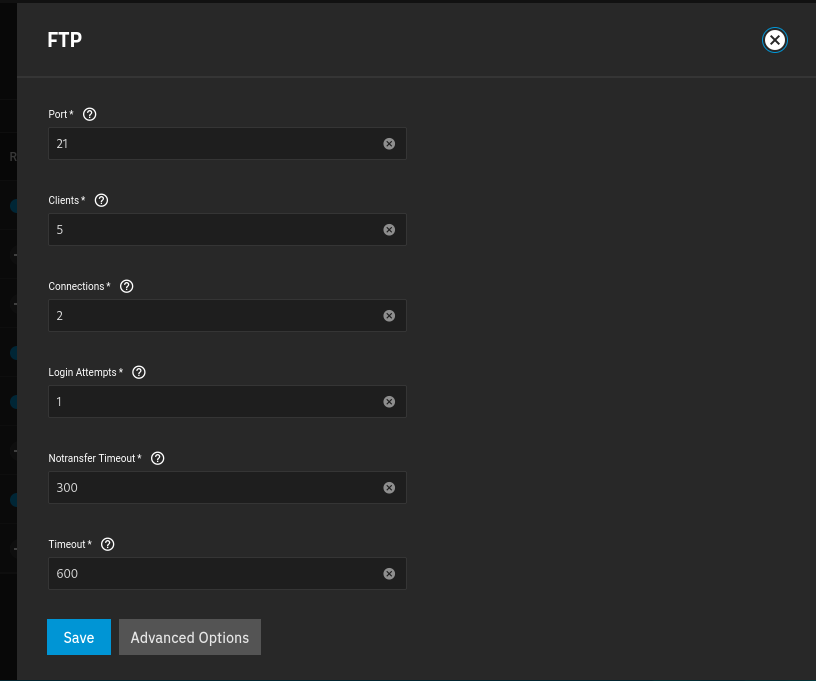 FTP
Port *
21
Clients *
5
Connections *
2
Login Attempts *
1
Notransfer Timeout *
300
Timeout *
600
Save
Advanced Options